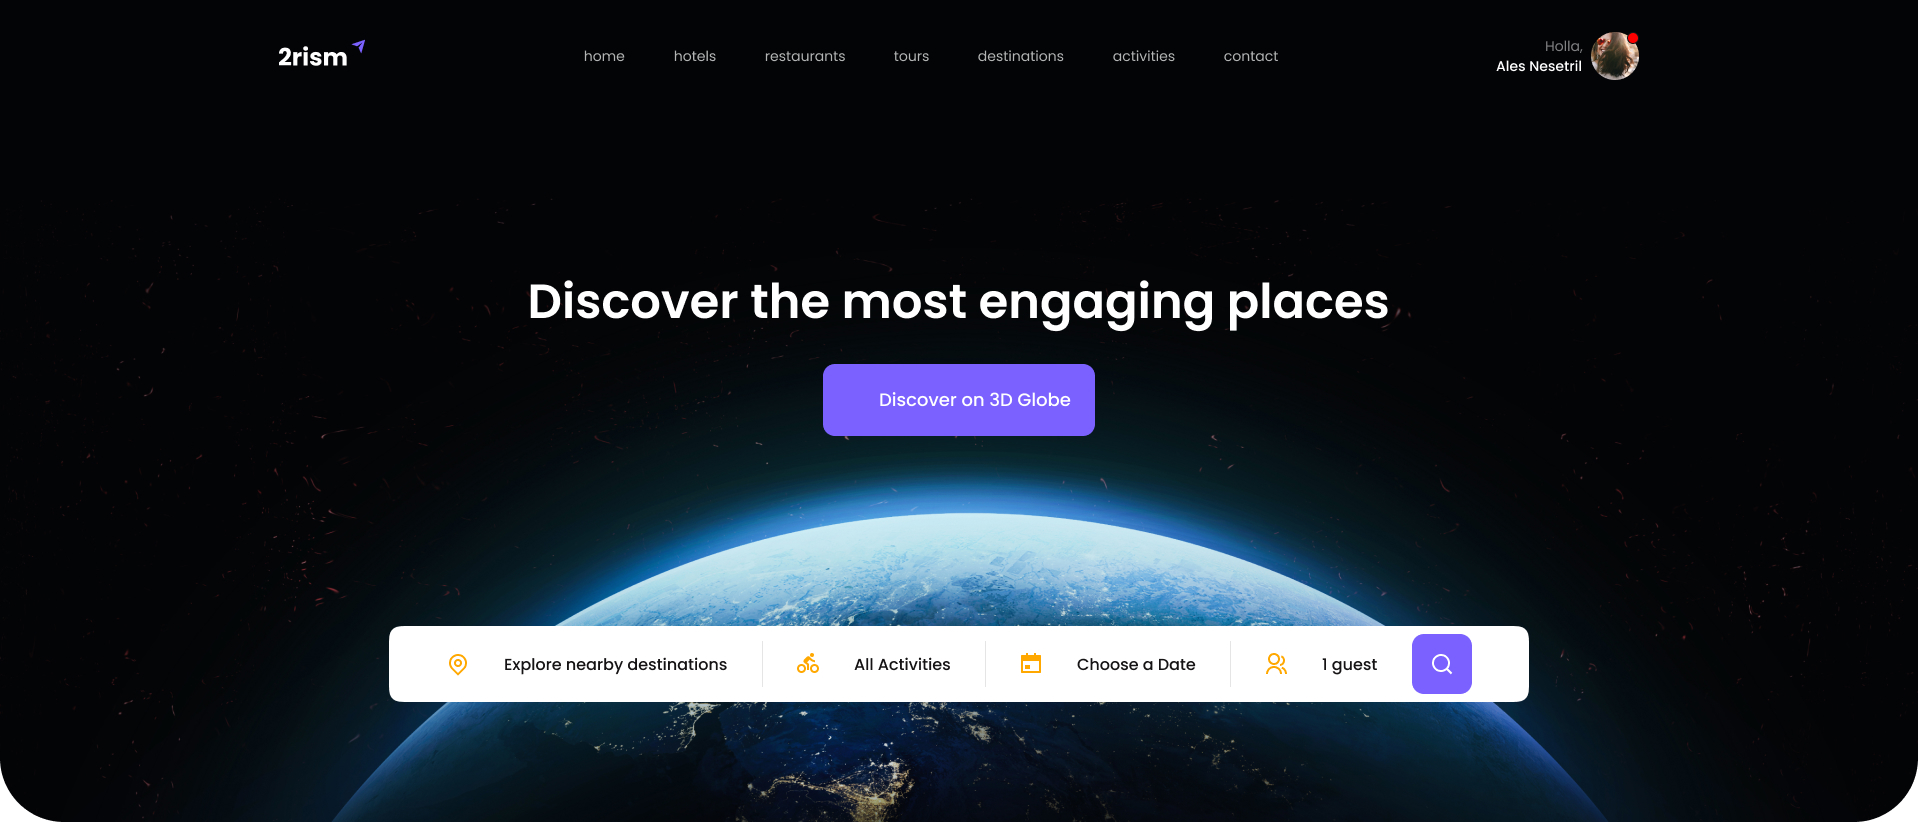 2rism
home hotels restaurants tours destinations activities contact
Holla,
Ales Nesetril
Discover the most engaging places
Discover on 3D Globe
Explore nearby destinations All Activities Choose a Date 1 guest